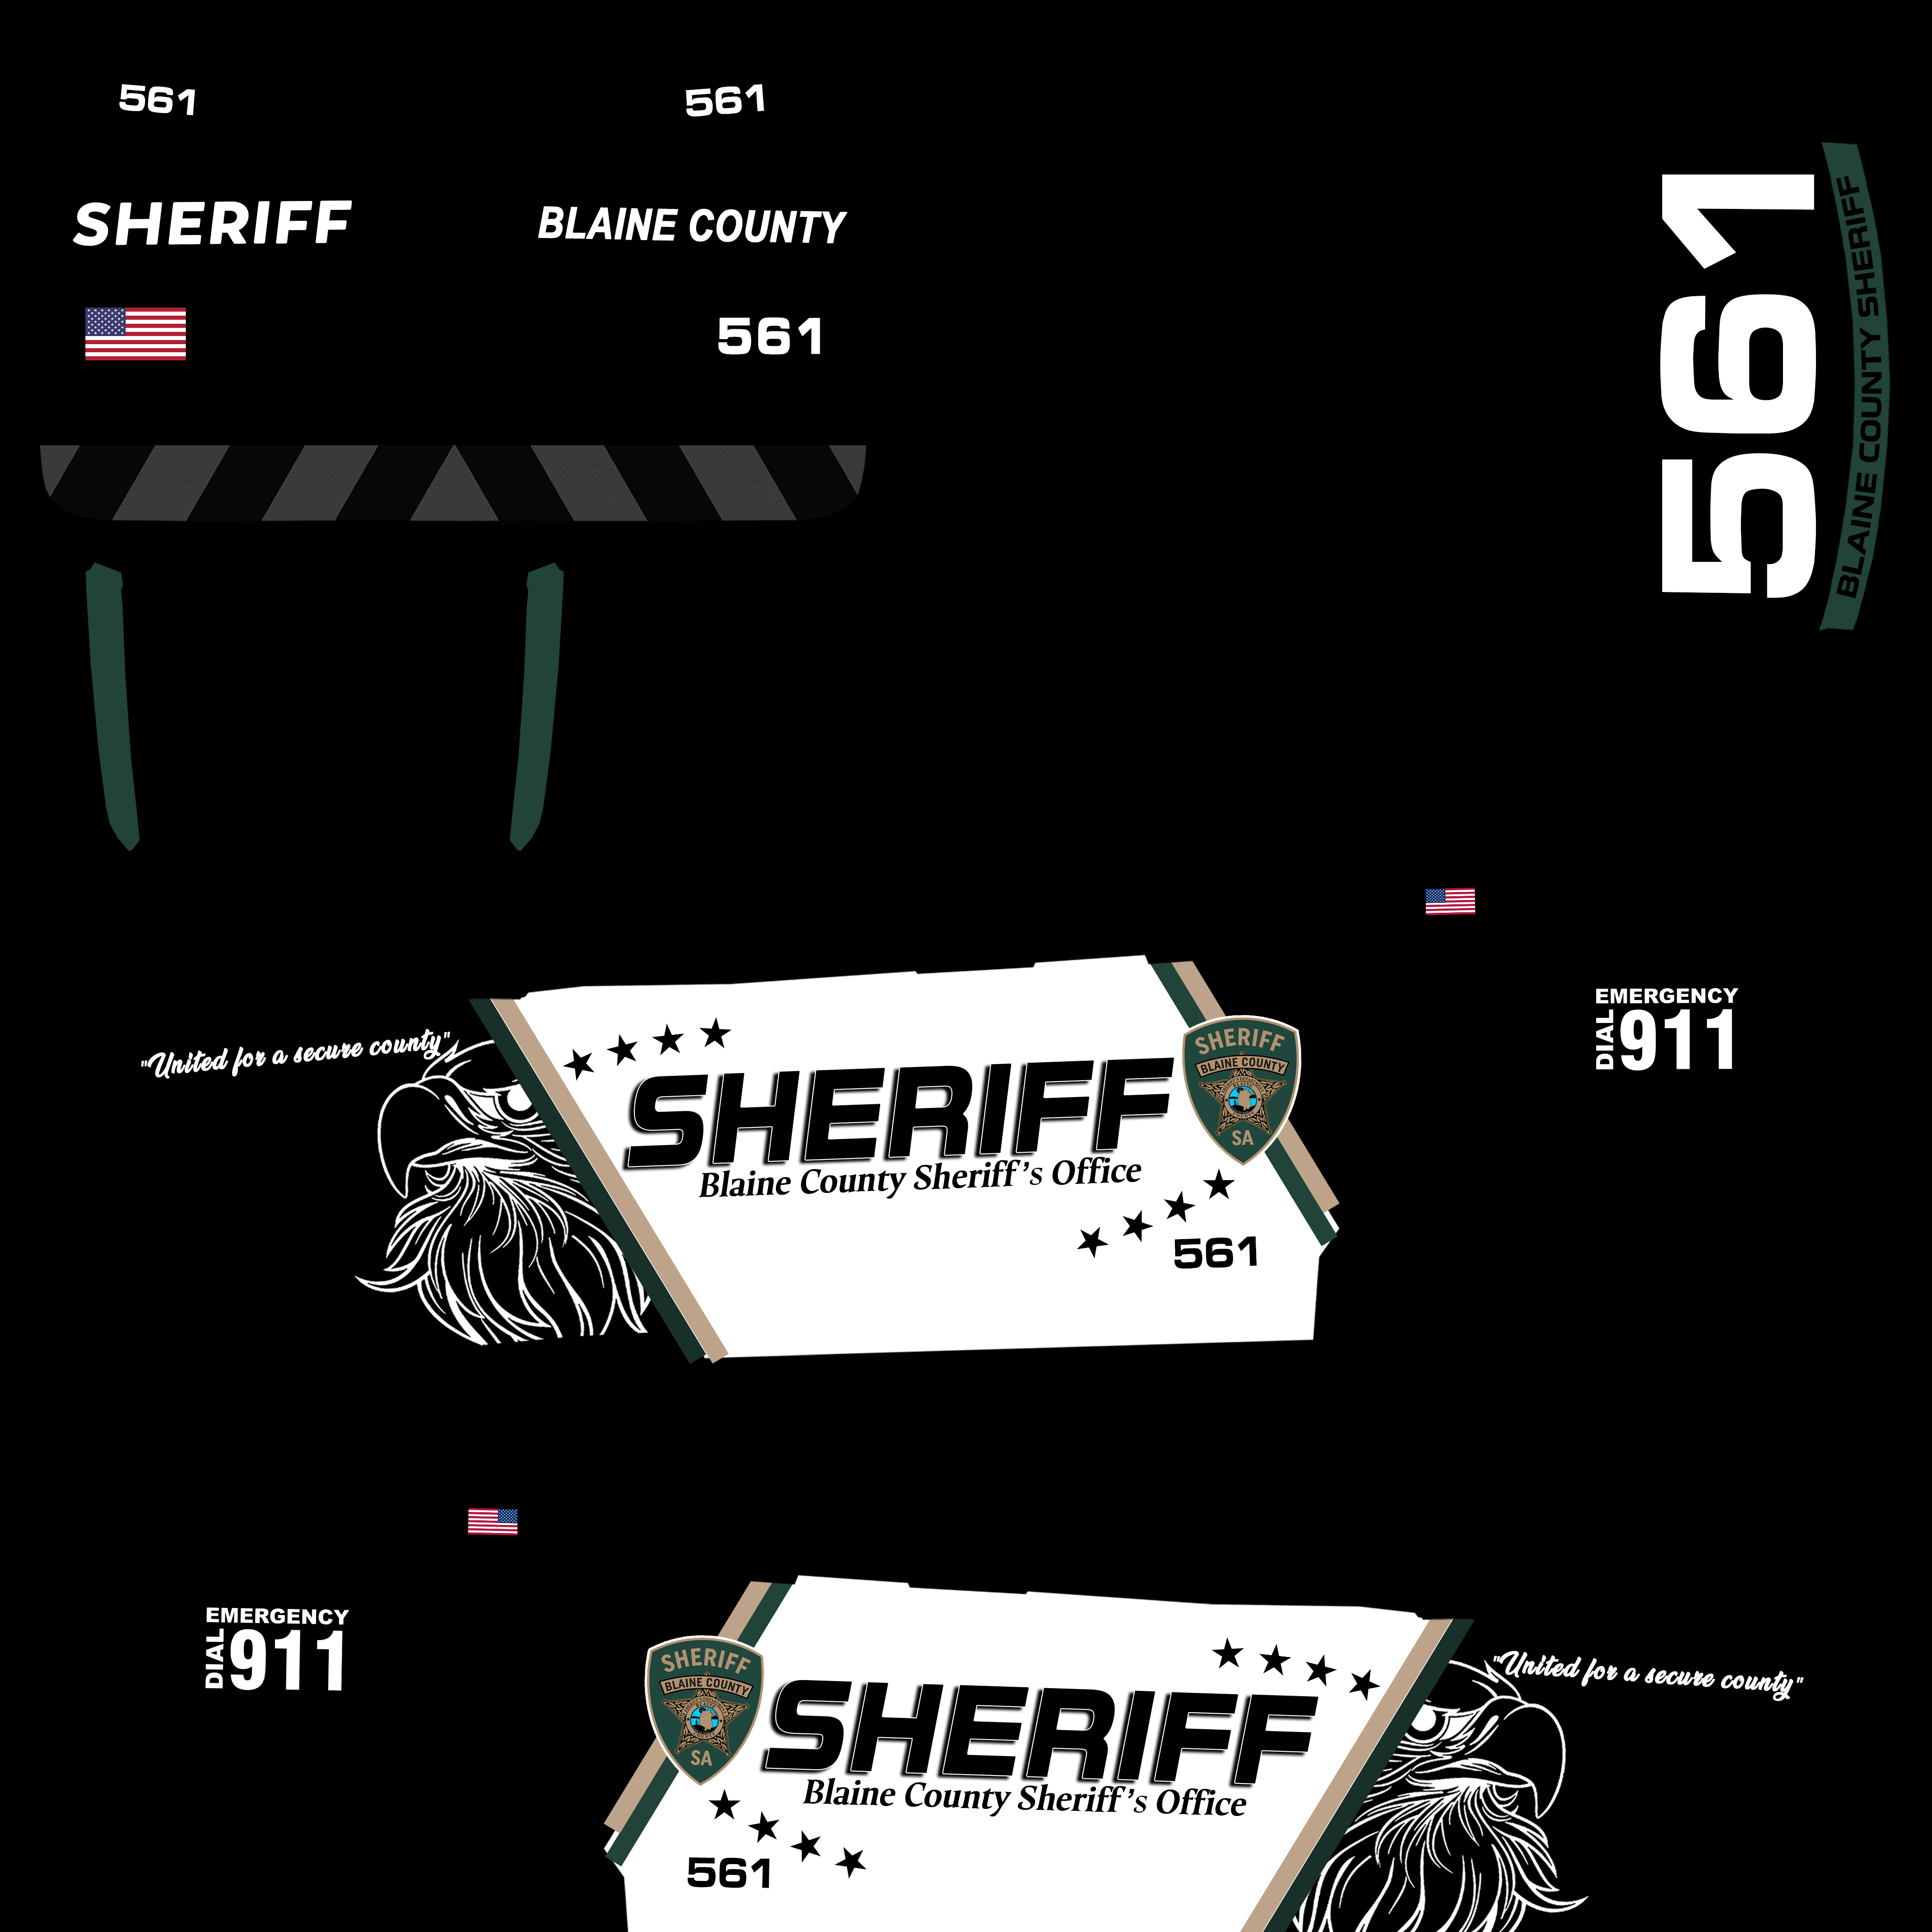 561
561
SHERIFF
BLAINE COUNTY
561
561
BLAINE COUNTY SHERIFF
"United for a secure county"
SHERIFF
Blaine County Sheriff's Office
SHERIFF
BLAINE COUNTY
SA
561
EMERGENCY
DIAL
911
EMERGENCY
DIAL
911
SHERIFF
BLAINE COUNTY
SA
SHERIFF
Blaine County Sheriff's Office
561
"United for a secure county"